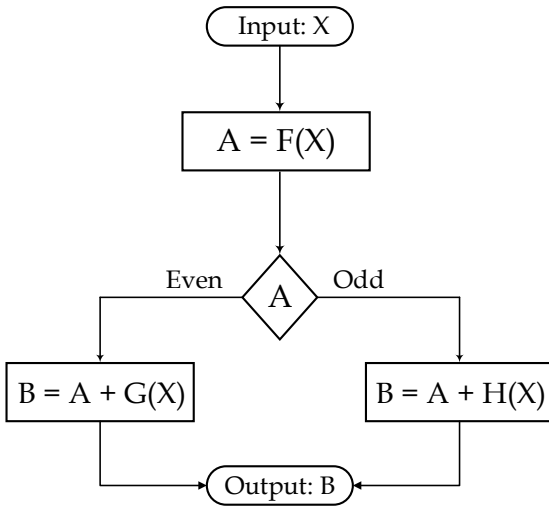 Input: X
A = F(X)
Even
A
Odd
B = A + G(X)
B = A + H(X)
Output: B